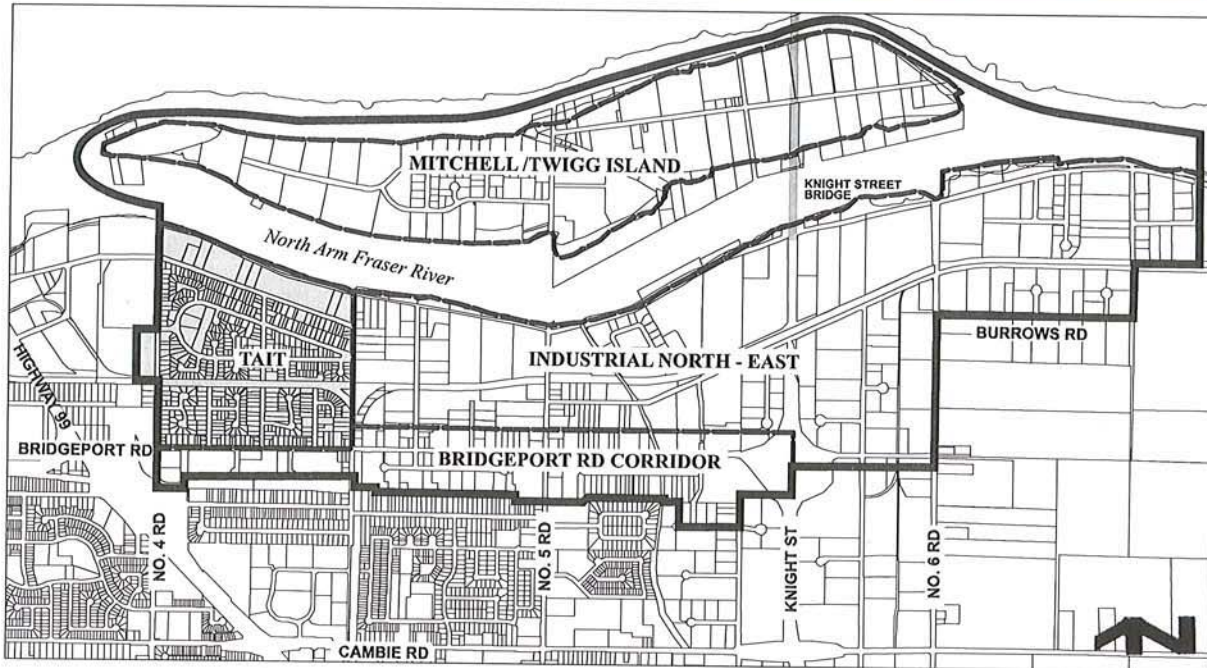 MITCHELL /TWIGG ISLAND
KNIGHT STREET
BRIDGE
North Arm Fraser River
BURROWS RD
TAIT
INDUSTRIAL NORTH - EAST
HIGHWAY 99
BRIDGEPORT RD
BRIDGEPORT RD CORRIDOR
NO. 4 RD
NO. 5 RD
KNIGHT ST
NO. 6 RD
CAMBIE RD
N